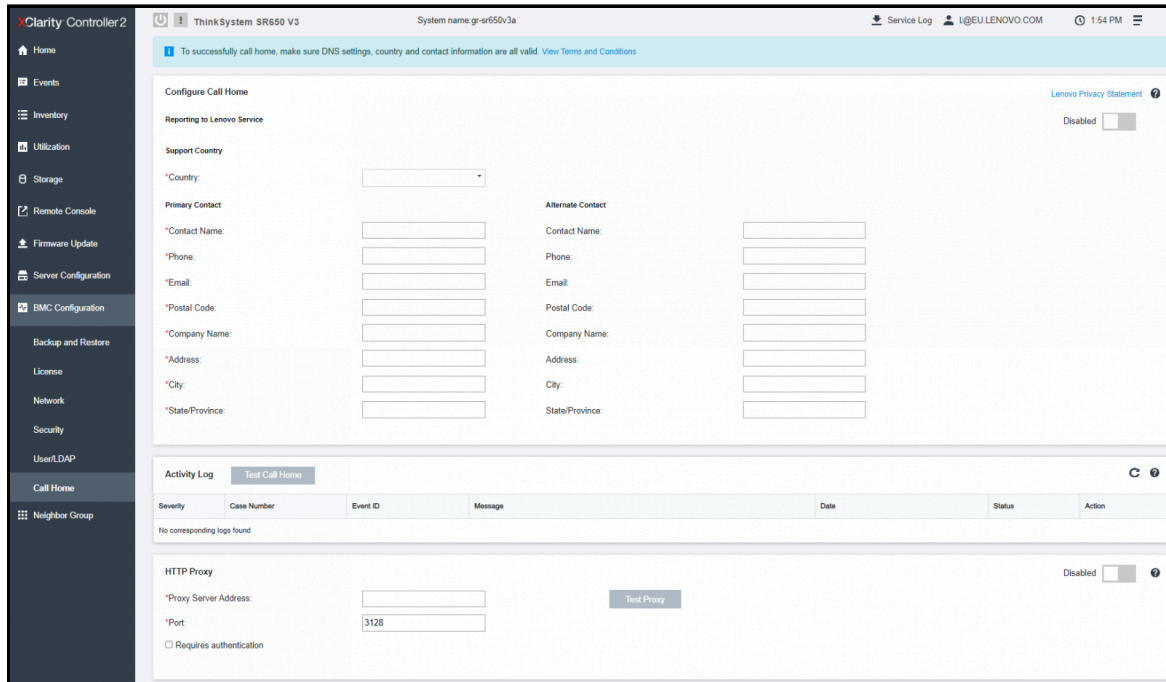 XClarity Controller 2
ThinkSystem SR650 V3
System name:gr-sr650v3a
Service Log
l@EU.LENOVO.COM
1:54 PM
Home
Events
Inventory
Utilization
Storage
Remote Console
Firmware Update
Server Configuration
BMC Configuration
Backup and Restore
License
Network
Security
User/LDAP
Call Home
Neighbor Group
To successfully call home, make sure DNS settings, country and contact information are all valid. View Terms and Conditions
Configure Call Home
Lenovo Privacy Statement
Reporting to Lenovo Service
Disabled
Support Country
*Country:
Primary Contact
Alternate Contact
*Contact Name:
Contact Name:
*Phone:
Phone:
*Email:
Email:
*Postal Code:
Postal Code:
*Company Name:
Company Name:
*Address:
Address:
*City:
City:
*State/Province:
State/Province:
Activity Log
Test Call Home
Severity
Case Number
Event ID
Message
Date
Status
Action
No corresponding logs found
HTTP Proxy
Disabled
*Proxy Server Address:
Test Proxy
*Port:
3128
Requires authentication